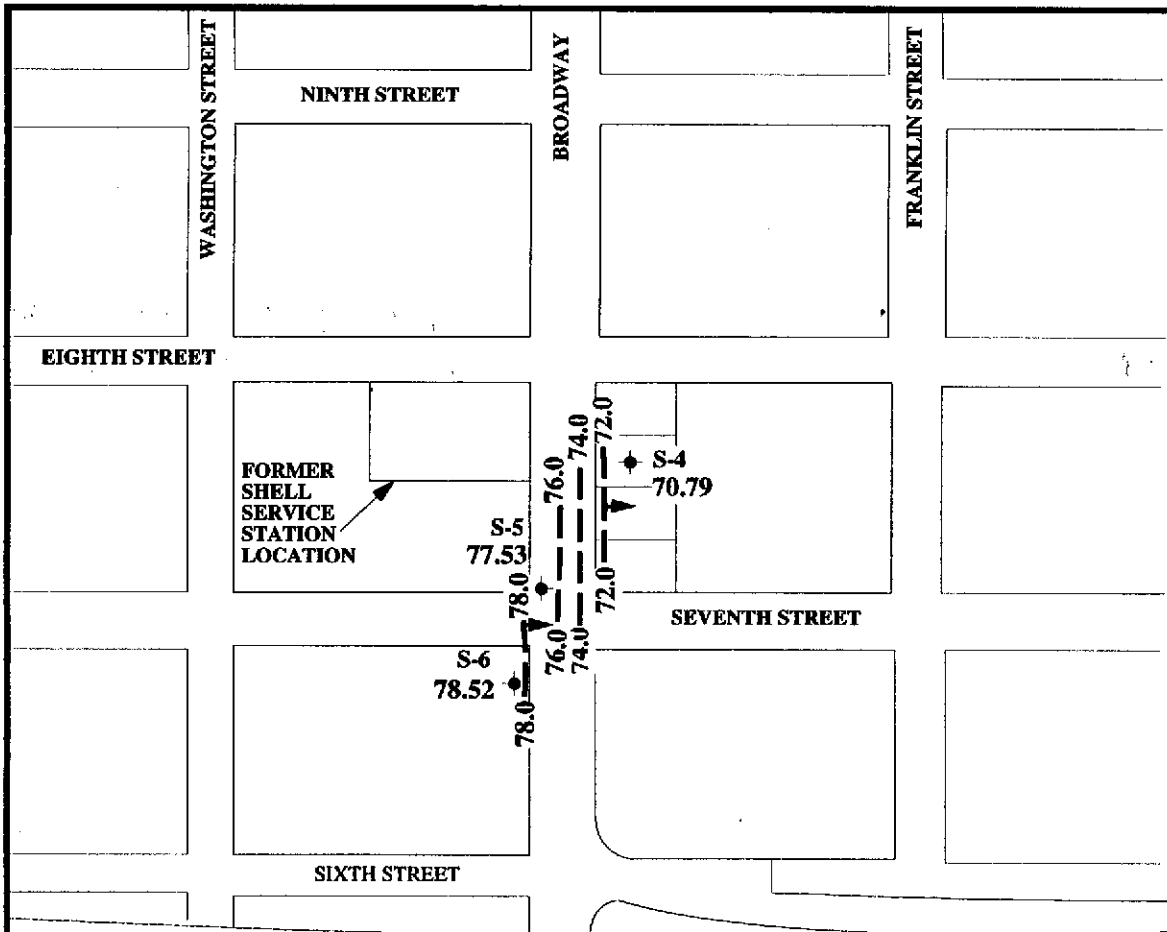 WASHINGTON STREET
NINTH STREET
BROADWAY
FRANKLIN STREET
EIGHTH STREET
FORMER
SHELL
SERVICE
STATION
LOCATION
72.0
74.0
76.0
S-4
70.79
S-5
77.53
78.0
72.0
SEVENTH STREET
76.0
74.0
S-6
78.52
78.0
SIXTH STREET